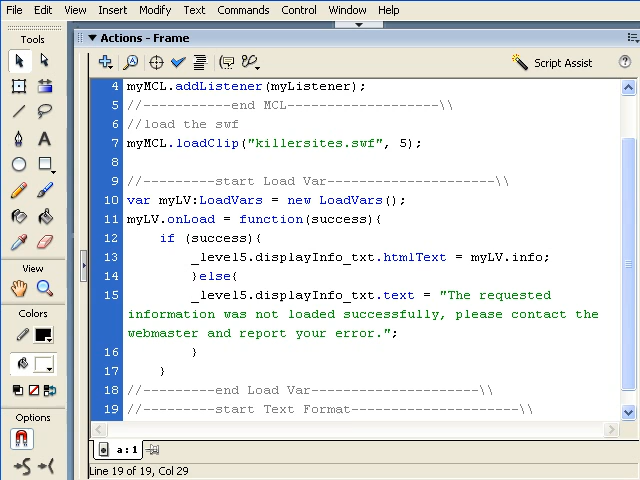 File Edit View Insert Modify Text Commands Control Window Help
Tools
Actions - Frame
Script Assist
4 myMCL.addListener(myListener);
5 //-----------end MCL-------------------\\
6 //load the swf
7 myMCL.loadClip("killersites.swf", 5);
8
9 //---------start Load Var---------------------\\
10 var myLV:LoadVars = new LoadVars();
11 myLV.onLoad = function(success){
12 if (success){
13 _level5.displayInfo_txt.htmlText = myLV.info;
14 }else{
15 _level5.displayInfo_txt.text = "The requested
information was not loaded successfully, please contact the
webmaster and report your error.";
16 }
17 }
18 //---------end Load Var---------------------\\
19 //---------start Text Format---------------------\\
View
Colors
Options
a : 1
Line 19 of 19, Col 29